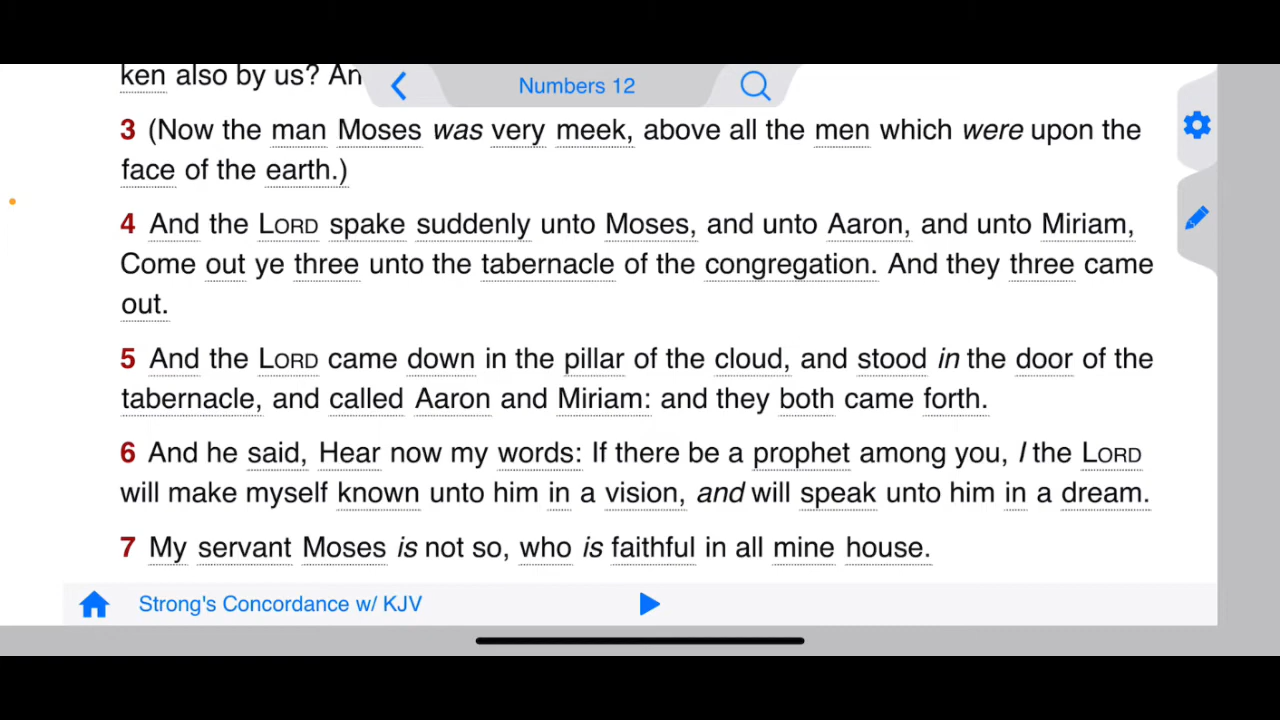 ken also by us? An
Numbers 12
3 (Now the man Moses was very meek, above all the men which were upon the
face of the earth.)
4 And the LORD spake suddenly unto Moses, and unto Aaron, and unto Miriam,
Come out ye three unto the tabernacle of the congregation. And they three came
out.
5 And the LORD came down in the pillar of the cloud, and stood in the door of the
tabernacle, and called Aaron and Miriam: and they both came forth.
6 And he said, Hear now my words: If there be a prophet among you, I the LORD
will make myself known unto him in a vision, and will speak unto him in a dream.
7 My servant Moses is not so, who is faithful in all mine house.
Strong's Concordance w/ KJV